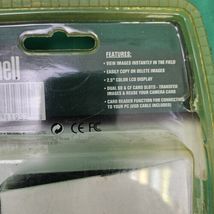 nell
FEATURES:
• VIEW IMAGES INSTANTLY IN THE FIELD
• EASILY COPY OR DELETE IMAGES
• 2.5" COLOR LCD DISPLAY
• DUAL SD & CF CARD SLOTS - TRANSFER
IMAGES & REUSE YOUR CAMERA CARD
• CARD READER FUNCTION FOR CONNECTING
TO PC (USB CABLE INCLUDED)
CE FC